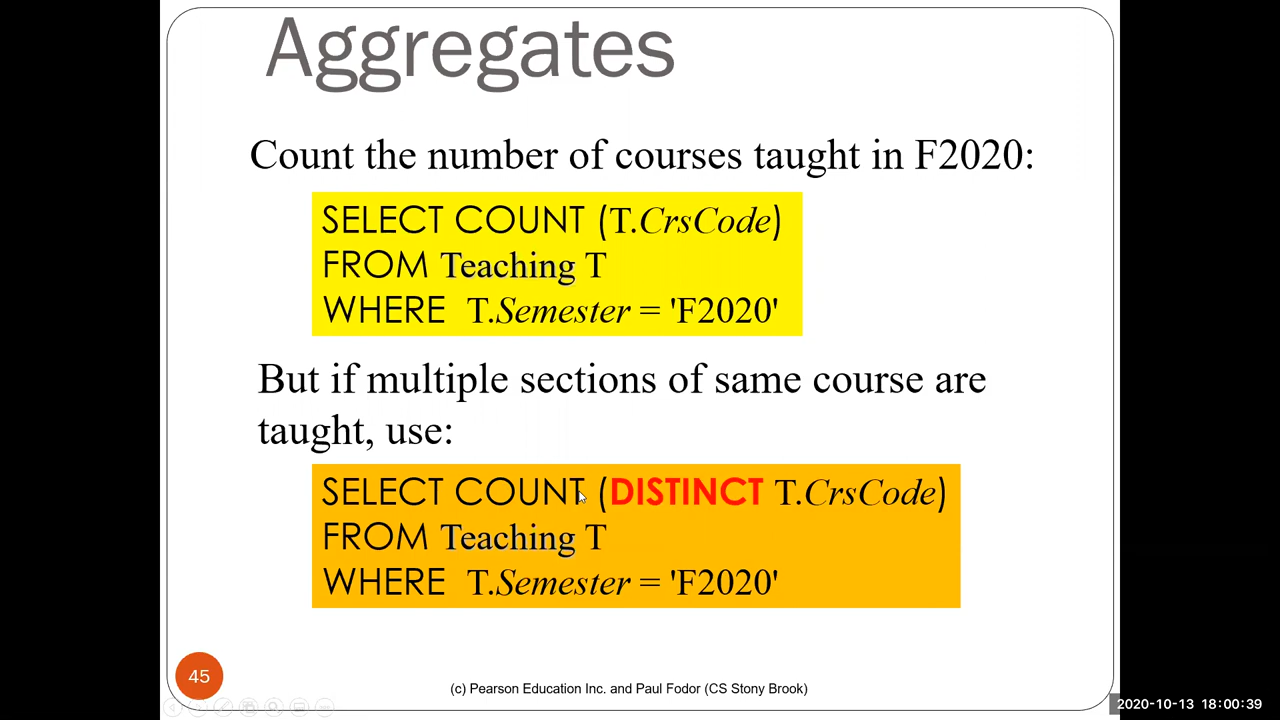 Aggregates
Count the number of courses taught in F2020:
SELECT COUNT (T.CrsCode)
FROM Teaching T
WHERE T.Semester = 'F2020'
But if multiple sections of same course are
taught, use:
SELECT COUNT (DISTINCT T.CrsCode)
FROM Teaching T
WHERE T.Semester = 'F2020'
45
(c) Pearson Education Inc. and Paul Fodor (CS Stony Brook)
2020-10-13 18:00:39